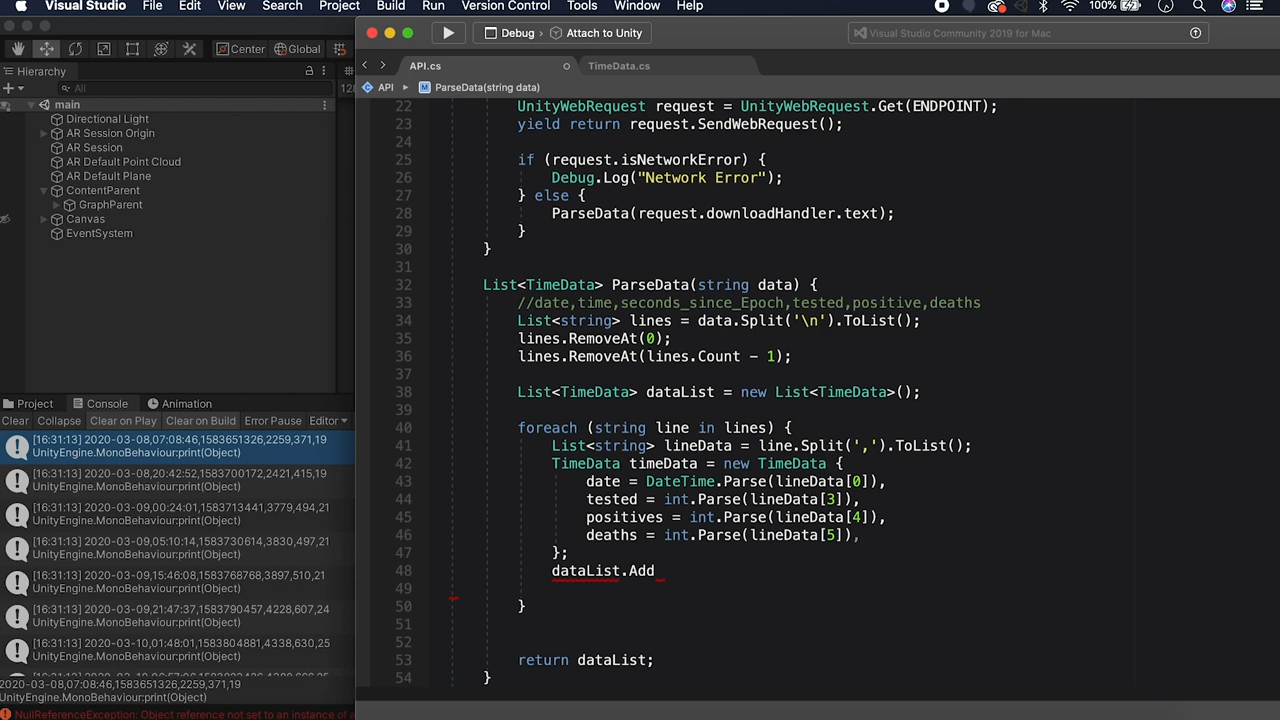 Visual Studio File Edit View Search Project Build Run Version Control Tools Window Help 100%
Center Global
Debug › Attach to Unity
Visual Studio Community 2019 for Mac
Hierarchy
All
main
Directional Light
AR Session Origin
AR Session
AR Default Point Cloud
AR Default Plane
ContentParent
GraphParent
Canvas
EventSystem
Project Console Animation
Clear Collapse Clear on Play Clear on Build Error Pause Editor
[16:31:13] 2020-03-08,07:08:46,1583651326,2259,371,19
UnityEngine.MonoBehaviour:print(Object)
[16:31:13] 2020-03-08,20:42:52,1583700172,2421,415,19
UnityEngine.MonoBehaviour:print(Object)
[16:31:13] 2020-03-09,00:24:01,1583713441,3779,494,21
UnityEngine.MonoBehaviour:print(Object)
[16:31:13] 2020-03-09,05:10:14,1583730614,3830,497,21
UnityEngine.MonoBehaviour:print(Object)
[16:31:13] 2020-03-09,15:46:08,1583768768,3897,510,21
UnityEngine.MonoBehaviour:print(Object)
[16:31:13] 2020-03-09,21:47:37,1583790457,4228,607,24
UnityEngine.MonoBehaviour:print(Object)
[16:31:13] 2020-03-10,01:48:01,1583804881,4338,630,25
UnityEngine.MonoBehaviour:print(Object)
2020-03-08,07:08:46,1583651326,2259,371,19
UnityEngine.MonoBehaviour:print(Object)
NullReferenceException: Object reference not set to an instance of
API.cs TimeData.cs
API ParseData(string data)
22 UnityWebRequest request = UnityWebRequest.Get(ENDPOINT);
23 yield return request.SendWebRequest();
24
25 if (request.isNetworkError) {
26 Debug.Log("Network Error");
27 } else {
28 ParseData(request.downloadHandler.text);
29 }
30 }
31
32 List<TimeData> ParseData(string data) {
33 //date,time,seconds_since_Epoch,tested,positive,deaths
34 List<string> lines = data.Split('\n').ToList();
35 lines.RemoveAt(0);
36 lines.RemoveAt(lines.Count - 1);
37
38 List<TimeData> dataList = new List<TimeData>();
39
40 foreach (string line in lines) {
41 List<string> lineData = line.Split(',').ToList();
42 TimeData timeData = new TimeData {
43 date = DateTime.Parse(lineData[0]),
44 tested = int.Parse(lineData[3]),
45 positives = int.Parse(lineData[4]),
46 deaths = int.Parse(lineData[5]),
47 };
48 dataList.Add
49
50 }
51
52
53 return dataList;
54 }